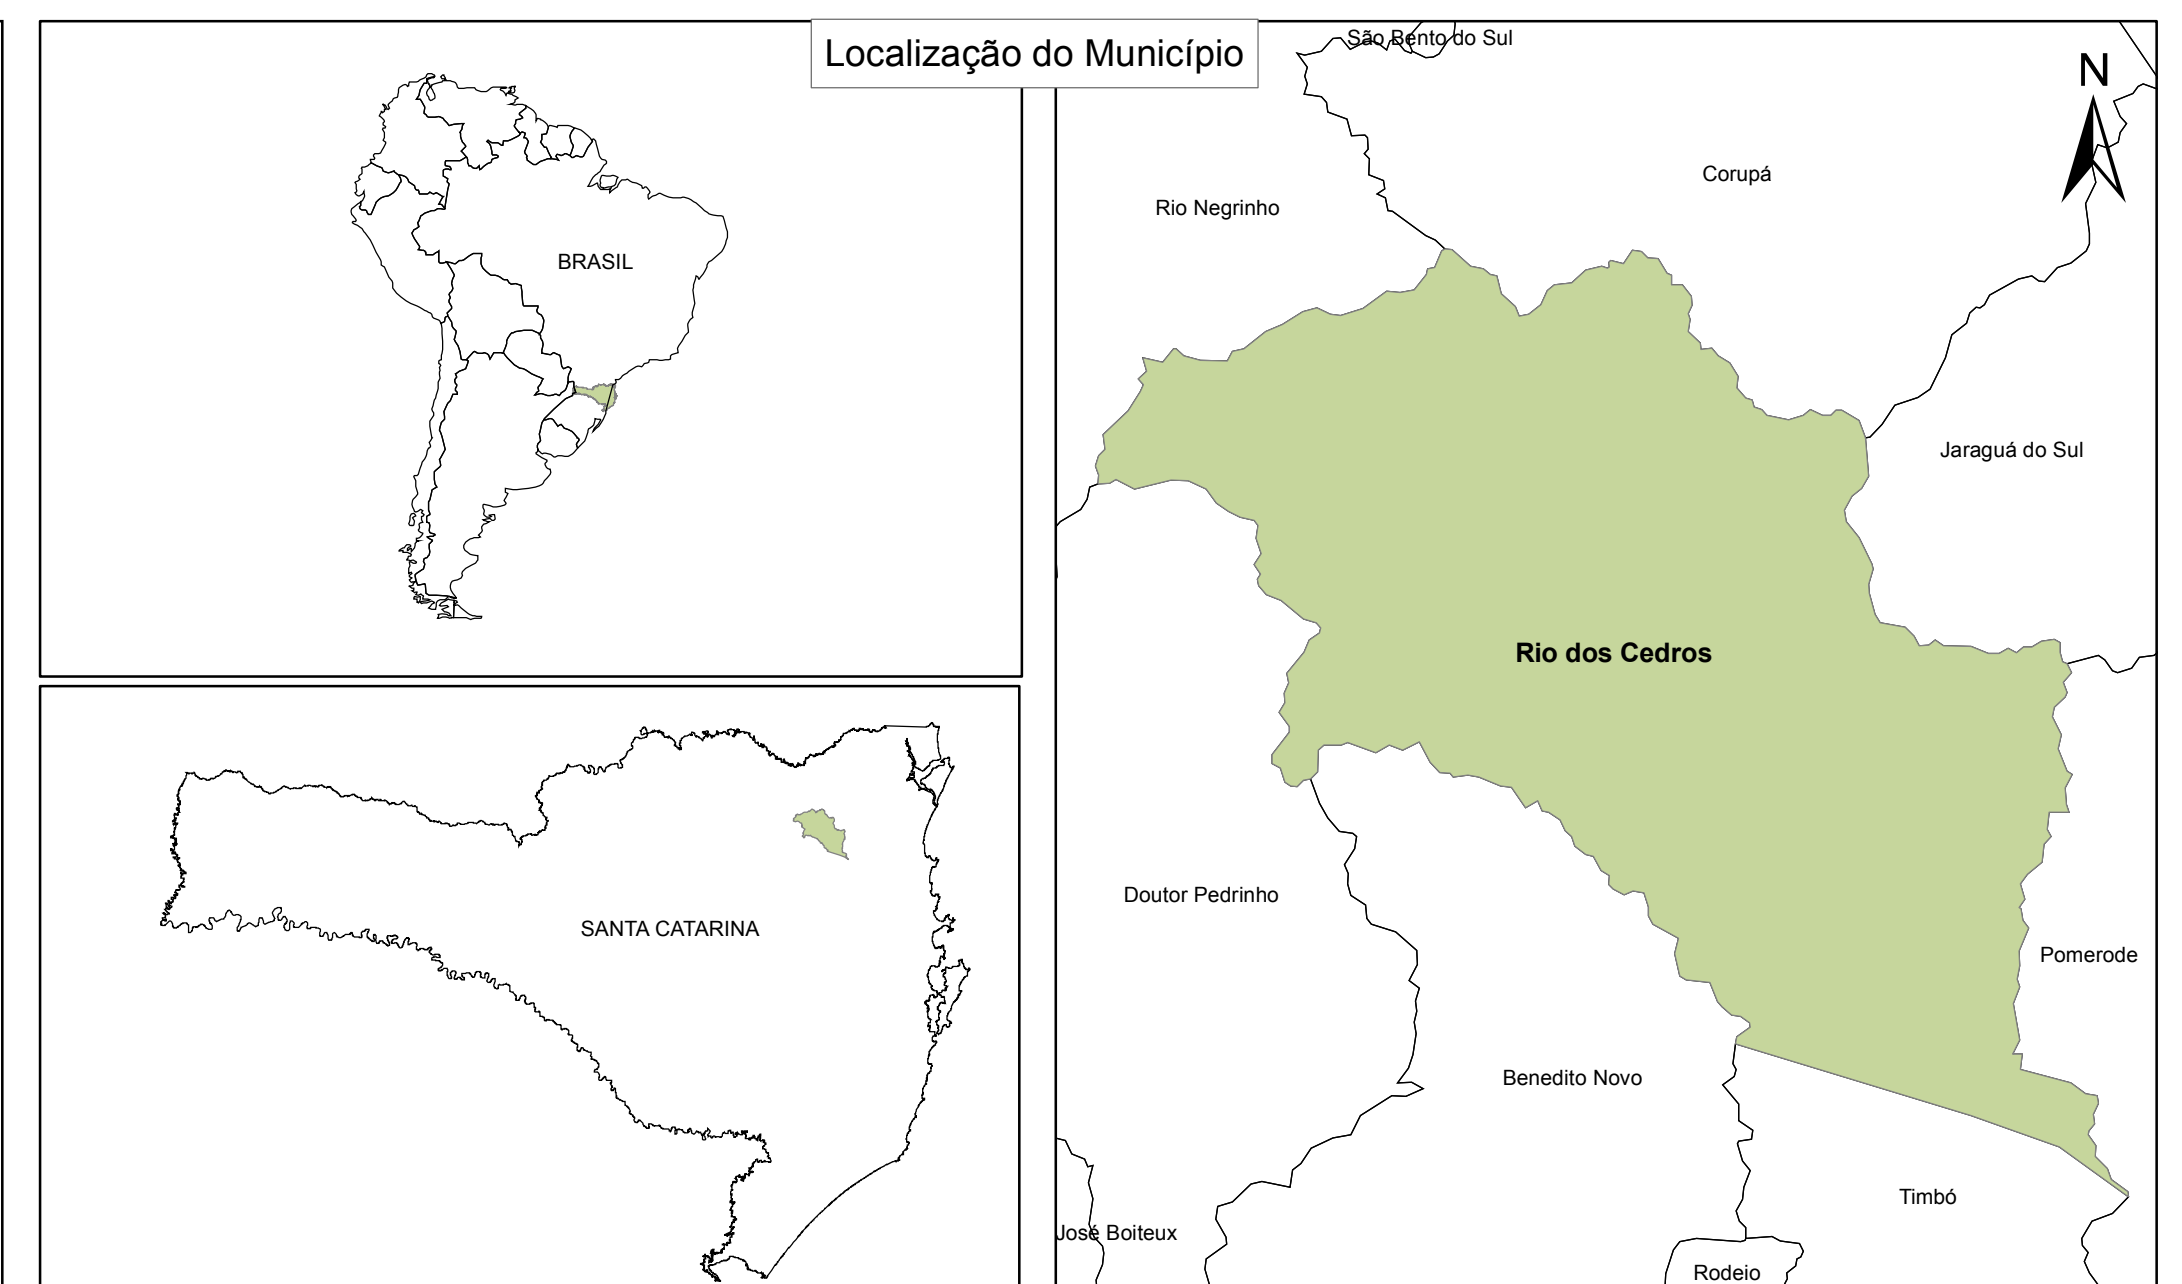 Localização do Município
BRASIL
SANTA CATARINA
São Bento do Sul
N
Corupá
Rio Negrinho
Jaraguá do Sul
Rio dos Cedros
Doutor Pedrinho
Pomerode
Benedito Novo
Timbó
José Boiteux
Rodeio